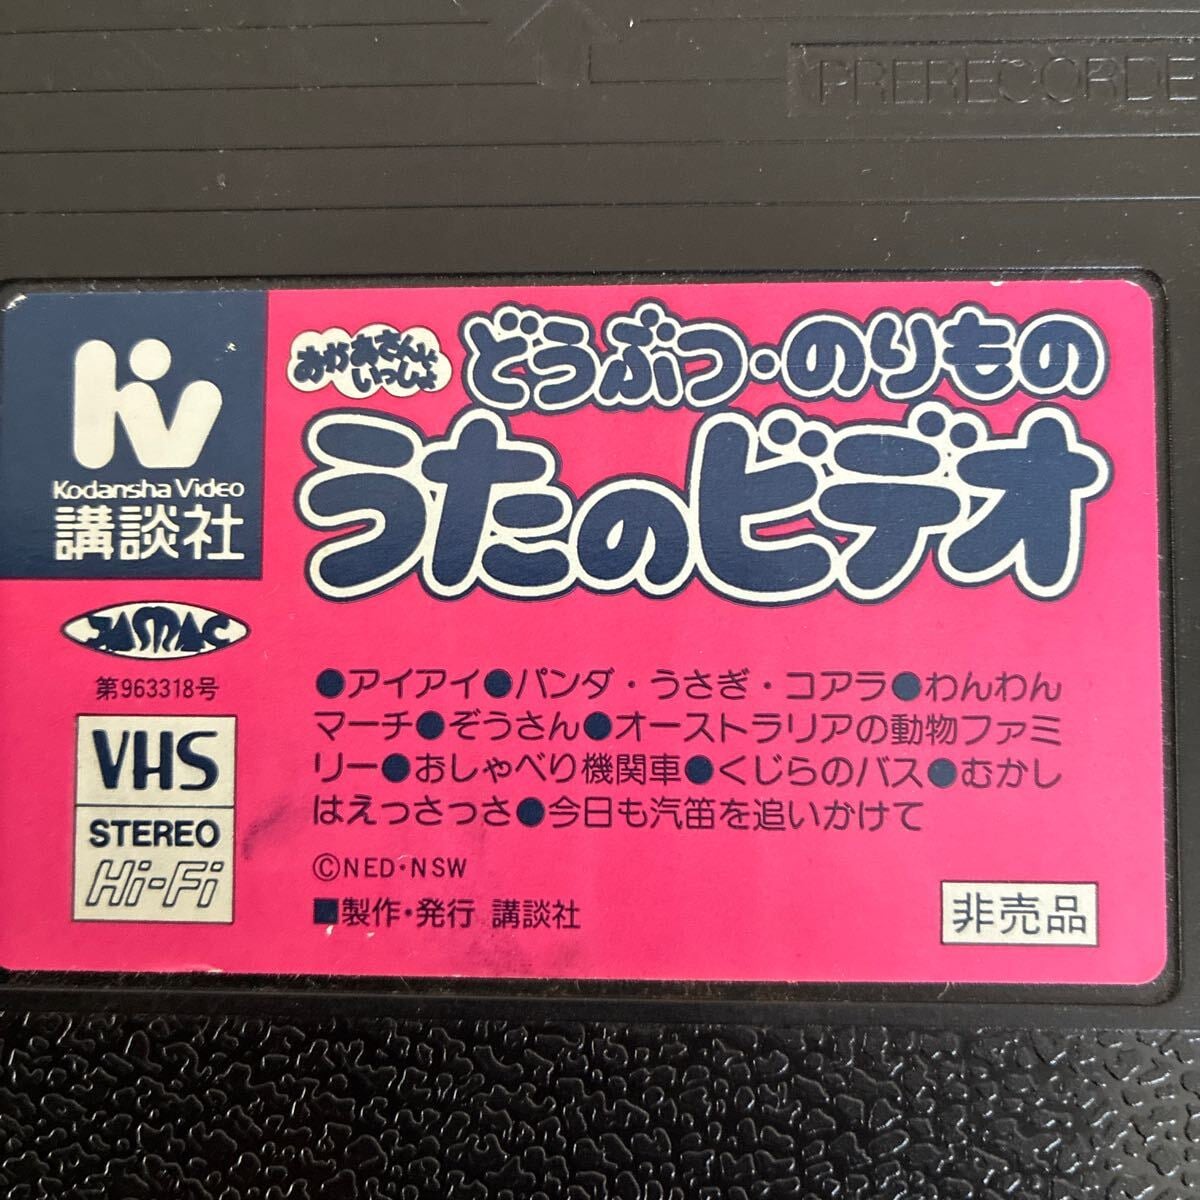 PRERECORDE
Kodansha Video
講談社
おかあさんと
いっしょ
どうぶつ・のりもの
うたのビデオ
JASRAC
第963318号
VHS
STEREO
Hi-Fi
●アイアイ●パンダ・うさぎ・コアラ●わんわん
マーチ●ぞうさん●オーストラリアの動物ファミ
リー●おしゃべり機関車●くじらのバス●むかし
はえっさっさ●今日も汽笛を追いかけて
©NED・NSW
■製作・発行 講談社
非売品